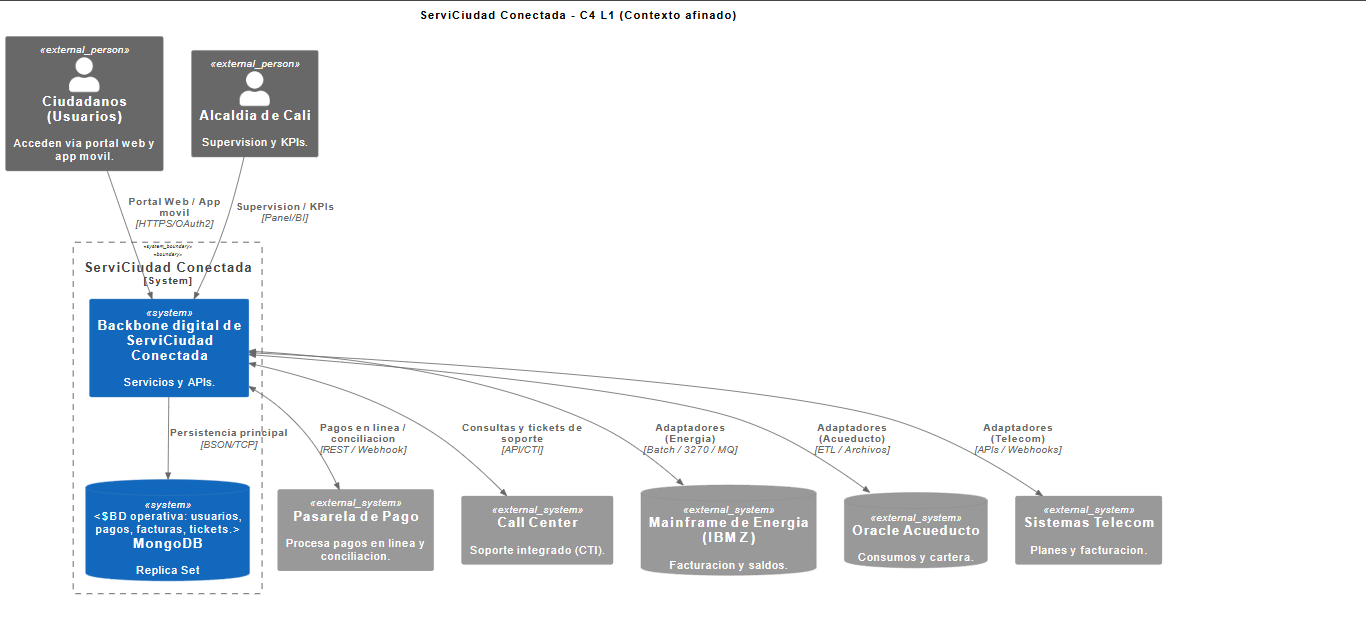 ServiCiudad Conectada - C4 L1 (Contexto afinado)
«external_person»
Ciudadanos
(Usuarios)
Acceden via portal web y
app movil.
«external_person»
Alcaldia de Cali
Supervision y KPIs.
Portal Web / App
movil
[HTTPS/OAuth2]
Supervision / KPIs
[Panel/BI]
«system_boundary»
«boundary»
ServiCiudad Conectada
[System]
«system»
Backbone digital de
ServiCiudad
Conectada
Servicios y APIs.
Persistencia principal
[BSON/TCP]
Pagos en linea /
conciliacion
[REST / Webhook]
Consultas y tickets de
soporte
[API/CTI]
Adaptadores
(Energia)
[Batch / 3270 / MQ]
Adaptadores
(Acueducto)
[ETL / Archivos]
Adaptadores
(Telecom)
[APIs / Webhooks]
«system»
<$BD operativa: usuarios,
pagos, facturas, tickets.>
MongoDB
Replica Set
«external_system»
Pasarela de Pago
Procesa pagos en linea y
conciliacion.
«external_system»
Call Center
Soporte integrado (CTI).
«external_system»
Mainframe de Energia
(IBM Z)
Facturacion y saldos.
«external_system»
Oracle Acueducto
Consumos y cartera.
«external_system»
Sistemas Telecom
Planes y facturacion.